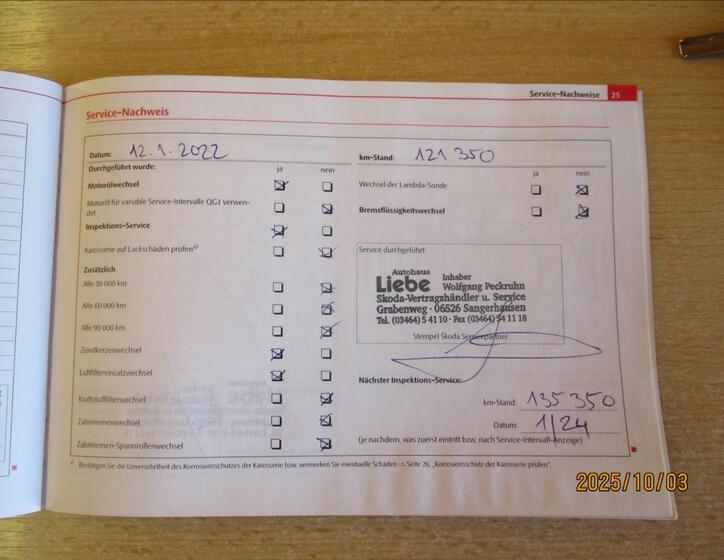 Service-Nachweise 25
Service-Nachweis
Datum: 12.1.2022
Durchgeführt wurde: ja nein
Motorölwechsel
Motoröl für variable Service-Intervalle QG1 verwen-
det
Inspektions-Service
Karosserie auf Lackschäden prüfen a)
Zusätzlich
Alle 30 000 km
Alle 60 000 km
Alle 90 000 km
Zündkerzenwechsel
Luftfiltereinsatzwechsel
Kraftstofffilterwechsel
Zahnriemenwechsel
Zahnriemen-Spannrollenwechsel
km-Stand: 121 350
ja nein
Wechsel der Lambda-Sonde
Bremsflüssigkeitswechsel
Service durchgeführt:
Autohaus
Liebe
Inhaber
Wolfgang Peckruhn
Skoda-Vertragshändler u. Service
Grabenweg · 06526 Sangerhausen
Tel. (03464) 5 41 10 · Fax (03464) 54 11 18
Stempel Škoda Servicepartner
Nächster Inspektions-Service:
km-Stand: 135 350
Datum: 1/24
(je nachdem, was zuerst eintritt bzw. nach Service-Intervall-Anzeige)
a) Bestätigen Sie die Unversehrtheit des Korrosionsschutzes der Karosserie bzw. vermerken Sie eventuelle Schäden ⇒ Seite 26, „Korrosionsschutz der Karosserie prüfen".
2025/10/03